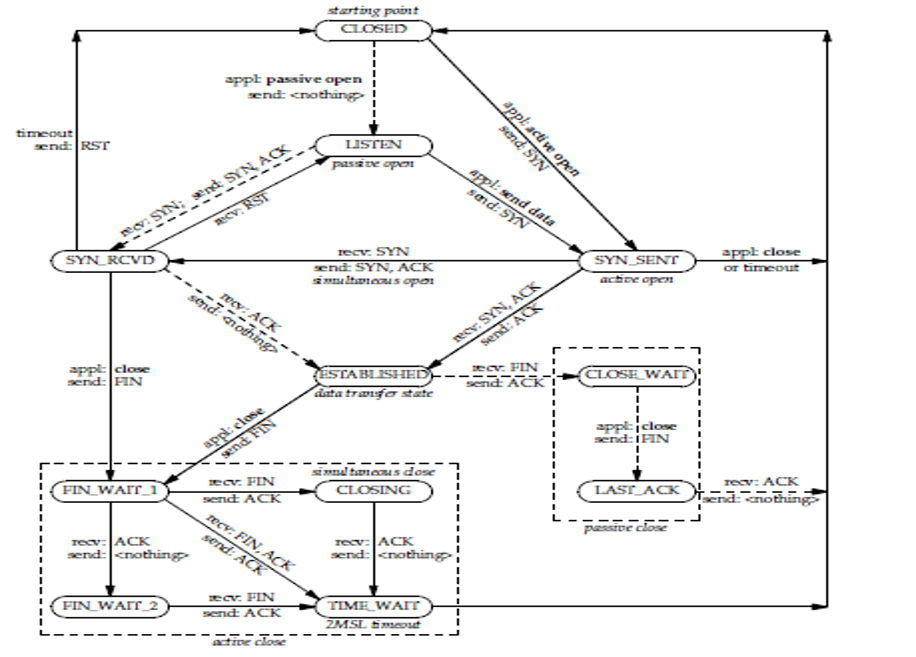 starting point
CLOSED
appl: passive open
send: <nothing>
appl: active open
send: SYN
timeout
send: RST
LISTEN
passive open
recv: SYN; send: SYN, ACK
recv: RST
appl: send data
send: SYN
SYN_RCVD
recv: SYN
send: SYN, ACK
simultaneous open
SYN_SENT
active open
appl: close
or timeout
recv: ACK
send: <nothing>
recv: SYN, ACK
send: ACK
appl: close
send: FIN
ESTABLISHED
data transfer state
recv: FIN
send: ACK
CLOSE_WAIT
appl: close
send: FIN
appl: close
send: FIN
simultaneous close
FIN_WAIT_1
recv: FIN
send: ACK
CLOSING
LAST_ACK
recv: ACK
send: <nothing>
passive close
recv: ACK
send: <nothing>
recv: FIN, ACK
send: ACK
recv: ACK
send: <nothing>
FIN_WAIT_2
recv: FIN
send: ACK
TIME_WAIT
2MSL timeout
active close